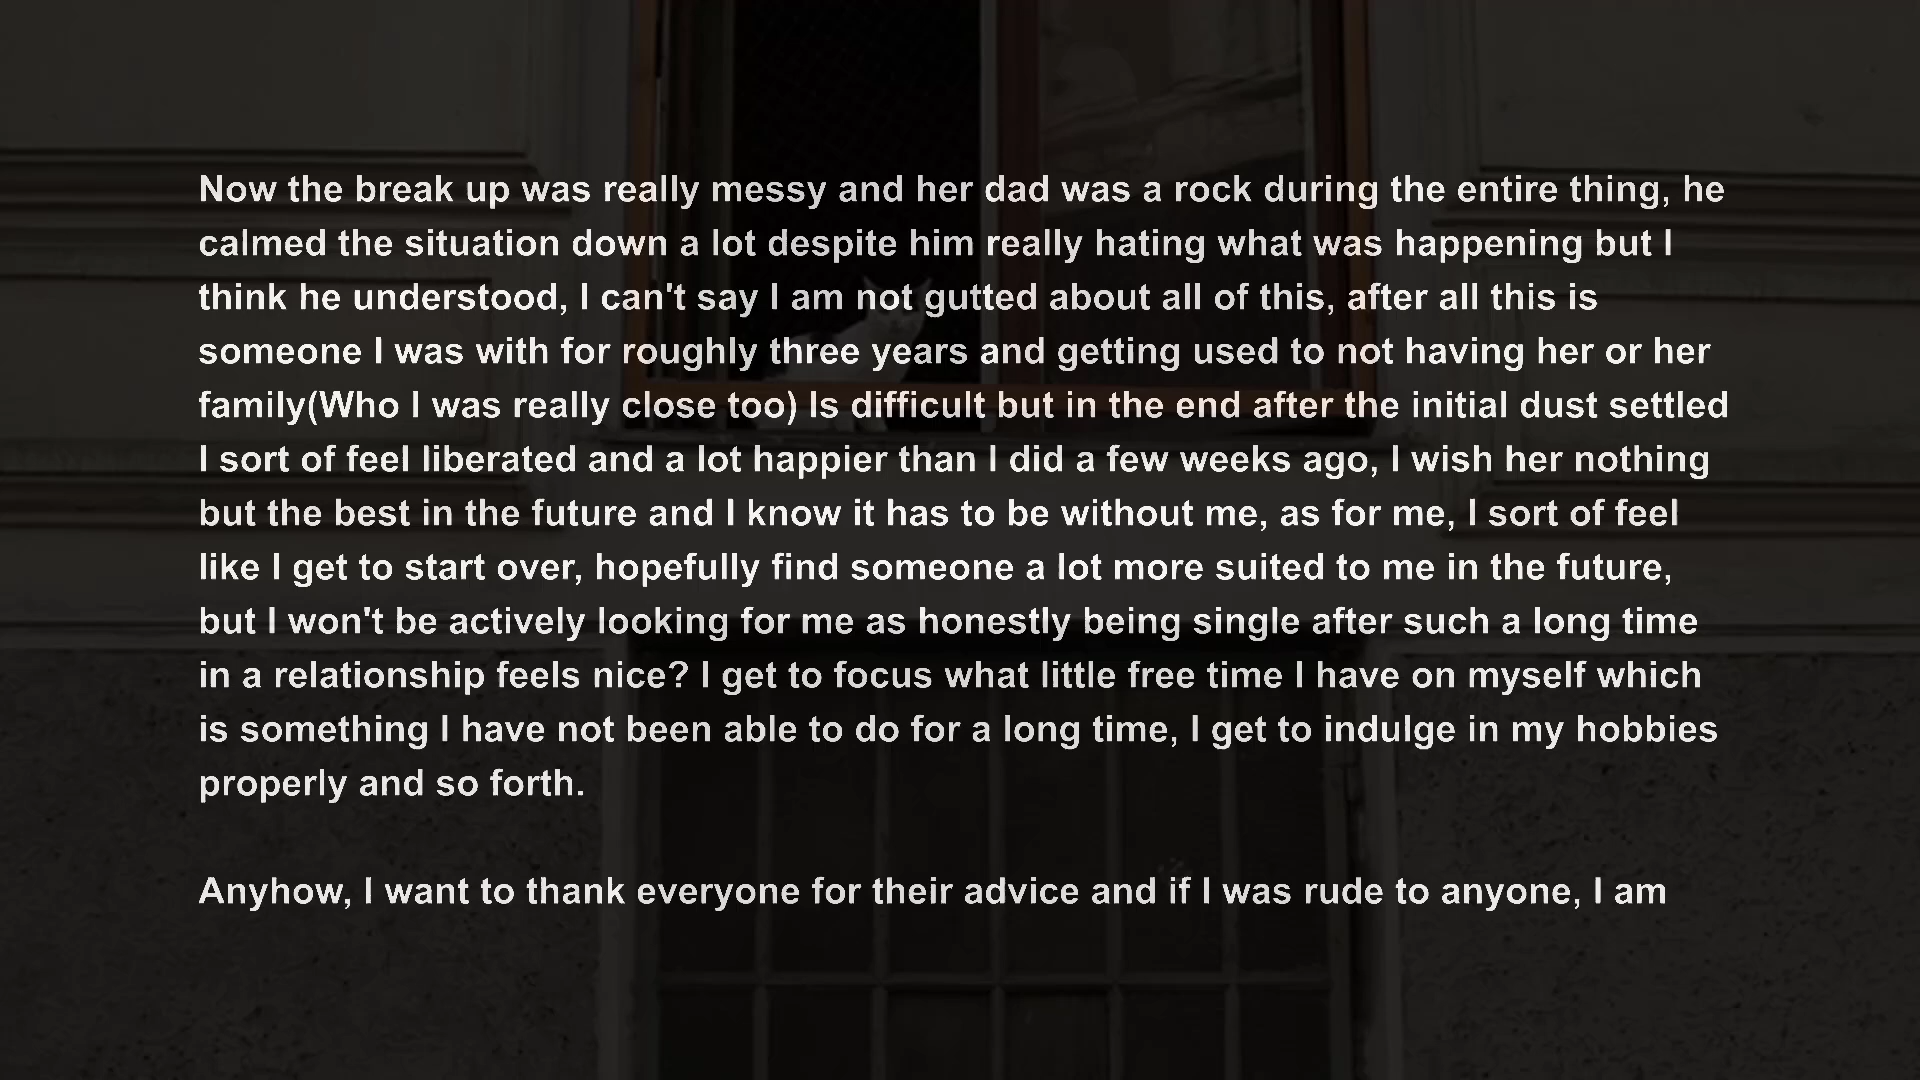 Now the break up was really messy and her dad was a rock during the entire thing, he
calmed the situation down a lot despite him really hating what was happening but I
think he understood, I can't say I am not gutted about all of this, after all this is
someone I was with for roughly three years and getting used to not having her or her
family(Who I was really close too) Is difficult but in the end after the initial dust settled
I sort of feel liberated and a lot happier than I did a few weeks ago, I wish her nothing
but the best in the future and I know it has to be without me, as for me, I sort of feel
like I get to start over, hopefully find someone a lot more suited to me in the future,
but I won't be actively looking for me as honestly being single after such a long time
in a relationship feels nice? I get to focus what little free time I have on myself which
is something I have not been able to do for a long time, I get to indulge in my hobbies
properly and so forth.
Anyhow, I want to thank everyone for their advice and if I was rude to anyone, I am